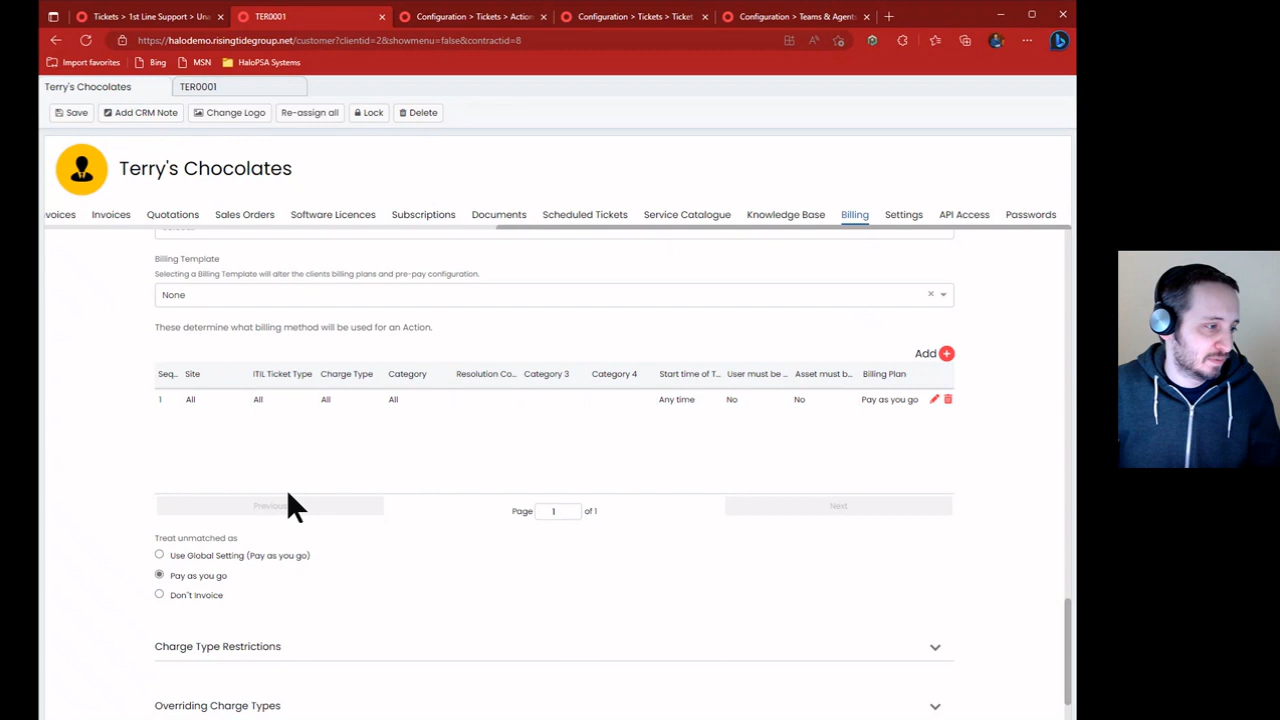 Tickets > 1st Line Support > Una
TER0001
Configuration > Tickets > Action
Configuration > Tickets > Ticket
Configuration > Teams & Agents
https://halodemo.risingtidegroup.net/customer?clientid=2&showmenu=false&contractid=8
Import favorites
Bing
MSN
HaloPSA Systems
Terry's Chocolates
TER0001
Save
Add CRM Note
Change Logo
Re-assign all
Lock
Delete
Terry's Chocolates
voices
Invoices
Quotations
Sales Orders
Software Licences
Subscriptions
Documents
Scheduled Tickets
Service Catalogue
Knowledge Base
Billing
Settings
API Access
Passwords
Billing Template
Selecting a Billing Template will alter the clients billing plans and pre-pay configuration.
None
These determine what billing method will be used for an Action.
Add
Seq... Site ITIL Ticket Type Charge Type Category Resolution Co... Category 3 Category 4 Start time of T... User must be ... Asset must b... Billing Plan
1 All All All All Any time No No Pay as you go
Page 1 of 1
Next
Treat unmatched as
Use Global Setting (Pay as you go)
Pay as you go
Don't Invoice
Charge Type Restrictions
Overriding Charge Types